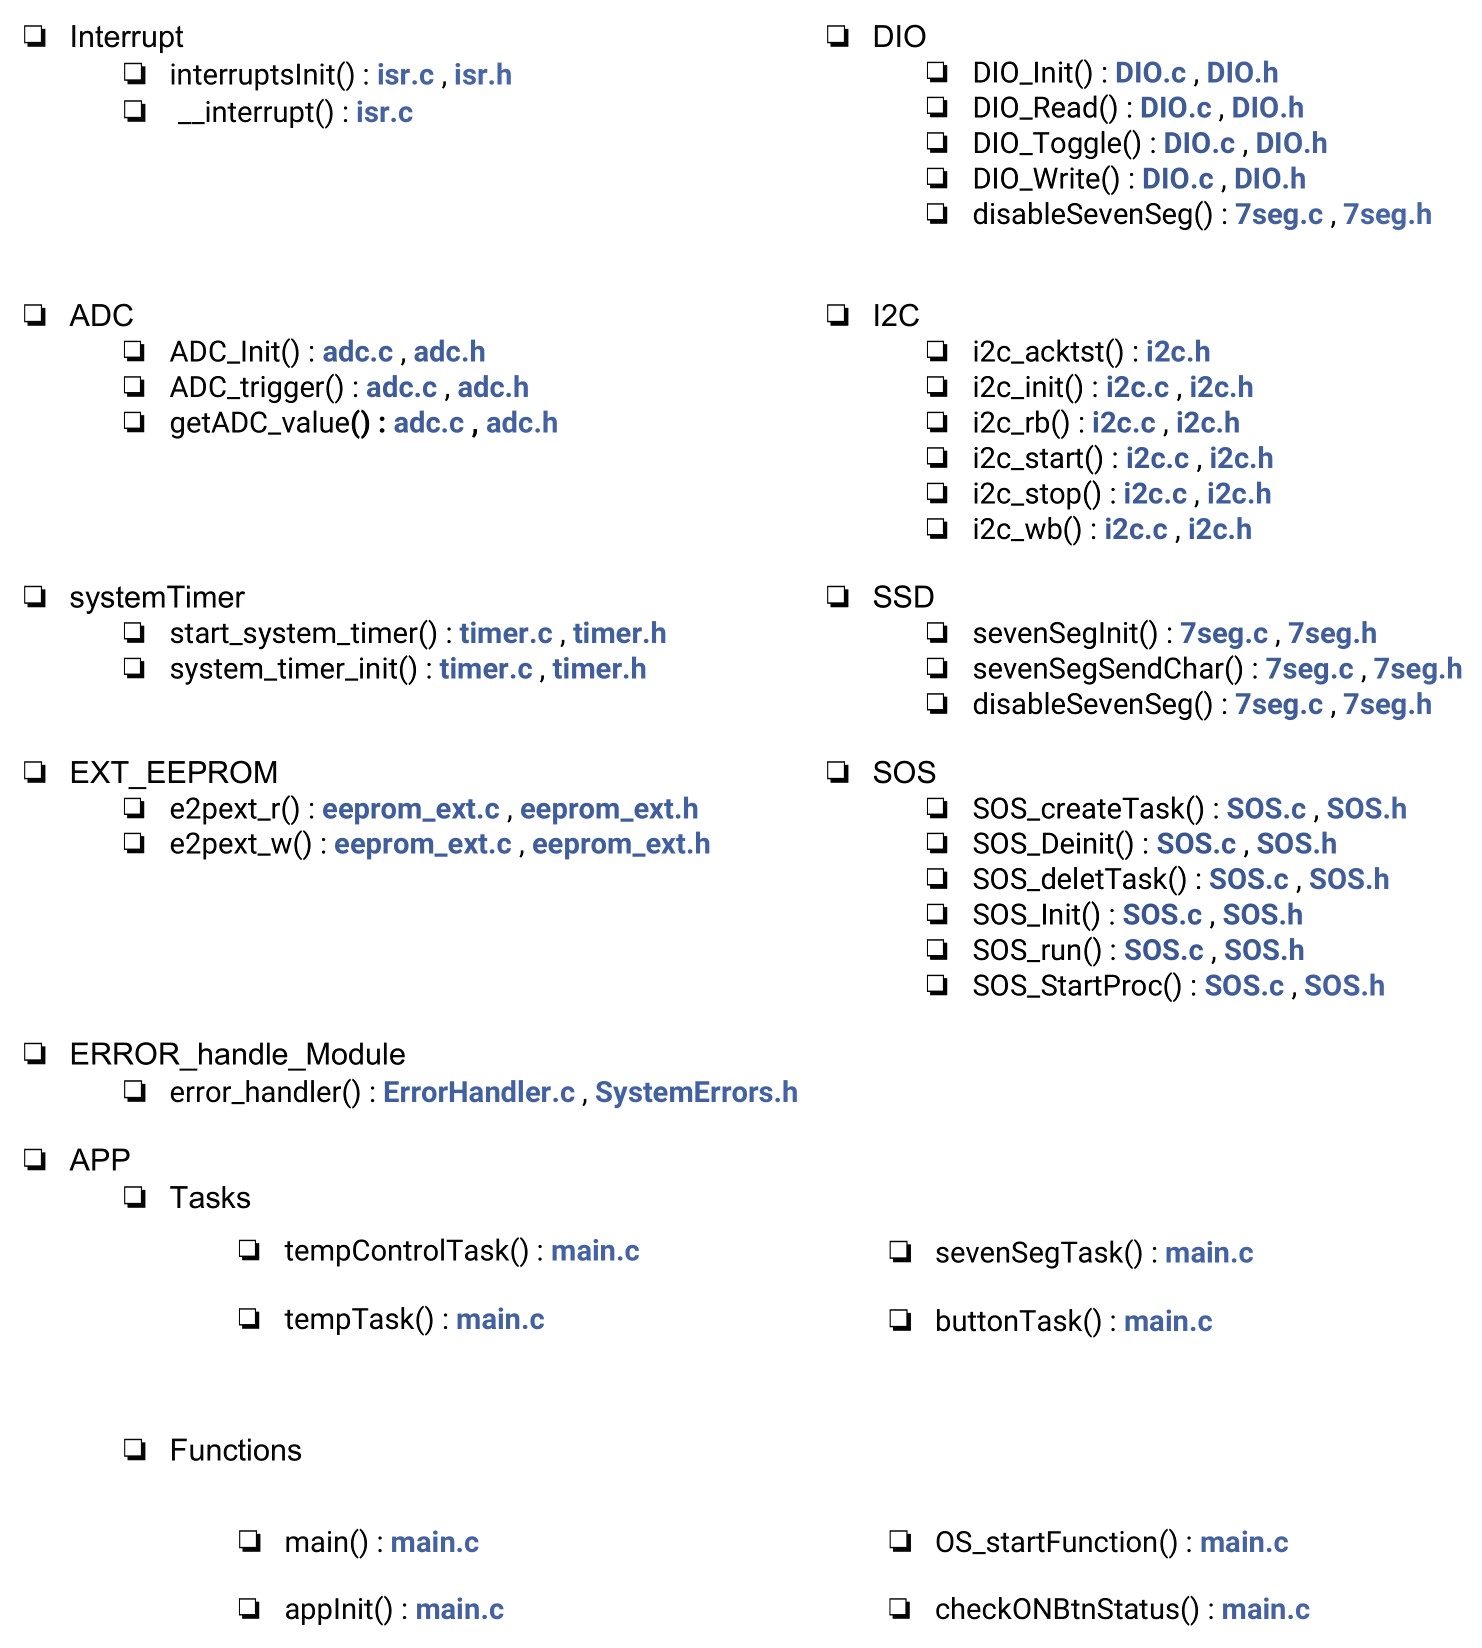 Interrupt
interruptsInit() : isr.c , isr.h
__interrupt() : isr.c
DIO
DIO_Init() : DIO.c , DIO.h
DIO_Read() : DIO.c , DIO.h
DIO_Toggle() : DIO.c , DIO.h
DIO_Write() : DIO.c , DIO.h
disableSevenSeg() : 7seg.c , 7seg.h
ADC
ADC_Init() : adc.c , adc.h
ADC_trigger() : adc.c , adc.h
getADC_value() : adc.c , adc.h
I2C
i2c_acktst() : i2c.h
i2c_init() : i2c.c , i2c.h
i2c_rb() : i2c.c , i2c.h
i2c_start() : i2c.c , i2c.h
i2c_stop() : i2c.c , i2c.h
i2c_wb() : i2c.c , i2c.h
systemTimer
start_system_timer() : timer.c , timer.h
system_timer_init() : timer.c , timer.h
SSD
sevenSegInit() : 7seg.c , 7seg.h
sevenSegSendChar() : 7seg.c , 7seg.h
disableSevenSeg() : 7seg.c , 7seg.h
EXT_EEPROM
e2pext_r() : eeprom_ext.c , eeprom_ext.h
e2pext_w() : eeprom_ext.c , eeprom_ext.h
SOS
SOS_createTask() : SOS.c , SOS.h
SOS_Deinit() : SOS.c , SOS.h
SOS_deletTask() : SOS.c , SOS.h
SOS_Init() : SOS.c , SOS.h
SOS_run() : SOS.c , SOS.h
SOS_StartProc() : SOS.c , SOS.h
ERROR_handle_Module
error_handler() : ErrorHandler.c , SystemErrors.h
APP
Tasks
tempControlTask() : main.c
sevenSegTask() : main.c
tempTask() : main.c
buttonTask() : main.c
Functions
main() : main.c
OS_startFunction() : main.c
appInit() : main.c
checkONBtnStatus() : main.c